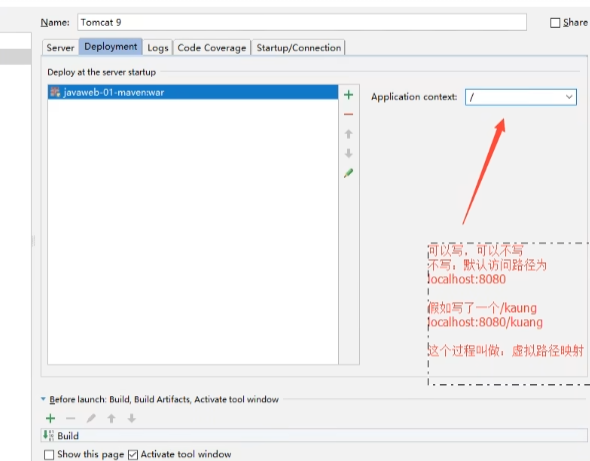 Name: Tomcat 9 Share
Server Deployment Logs Code Coverage Startup/Connection
Deploy at the server startup
javaweb-01-maven:war
Application context: /
可以写，可以不写
不写：默认访问路径为
localhost:8080
假如写了一个/kaung
localhost:8080/kuang
这个过程叫做：虚拟路径映射
Before launch: Build, Build Artifacts, Activate tool window
Build
Show this page Activate tool window